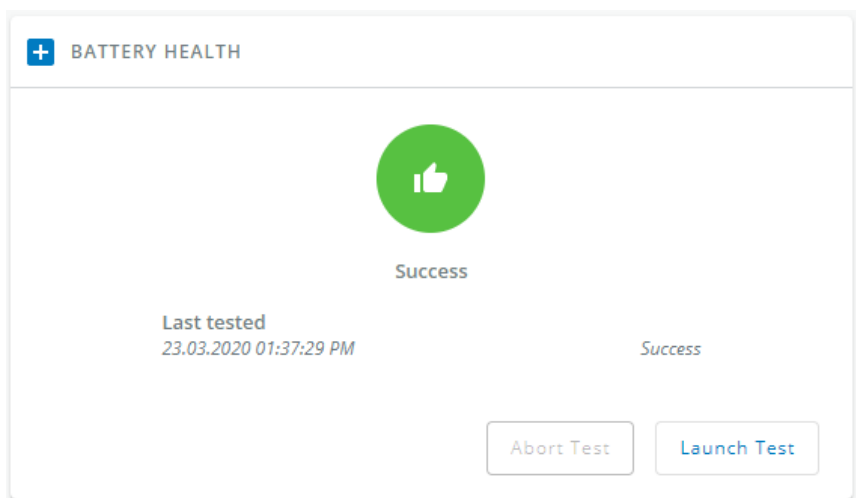 BATTERY HEALTH
Success
Last tested
23.03.2020 01:37:29 PM Success
Abort Test Launch Test